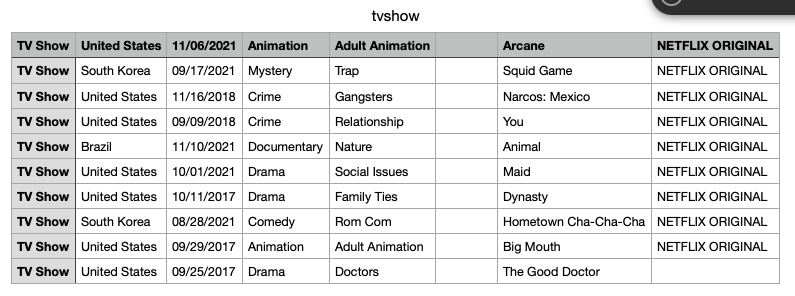 tvshow
TV Show United States 11/06/2021 Animation Adult Animation Arcane NETFLIX ORIGINAL
TV Show South Korea 09/17/2021 Mystery Trap Squid Game NETFLIX ORIGINAL
TV Show United States 11/16/2018 Crime Gangsters Narcos: Mexico NETFLIX ORIGINAL
TV Show United States 09/09/2018 Crime Relationship You NETFLIX ORIGINAL
TV Show Brazil 11/10/2021 Documentary Nature Animal NETFLIX ORIGINAL
TV Show United States 10/01/2021 Drama Social Issues Maid NETFLIX ORIGINAL
TV Show United States 10/11/2017 Drama Family Ties Dynasty NETFLIX ORIGINAL
TV Show South Korea 08/28/2021 Comedy Rom Com Hometown Cha-Cha-Cha NETFLIX ORIGINAL
TV Show United States 09/29/2017 Animation Adult Animation Big Mouth NETFLIX ORIGINAL
TV Show United States 09/25/2017 Drama Doctors The Good Doctor